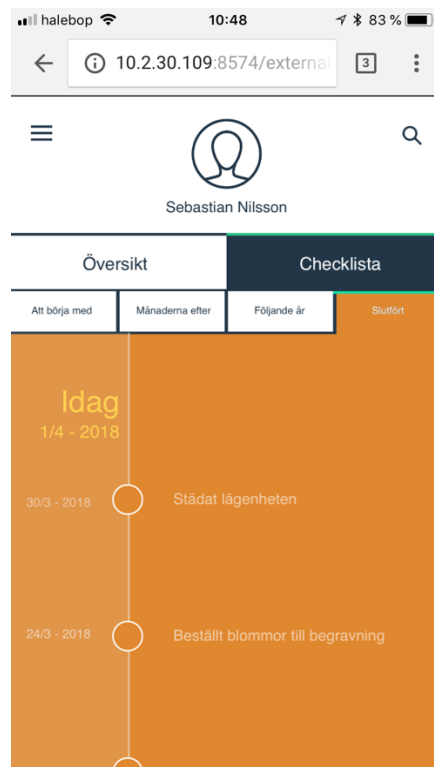 halebop 10:48 83 %
10.2.30.109:8574/external 3
Sebastian Nilsson
Översikt Checklista
Att börja med Månaderna efter Följande år Slutfört
Idag
1/4 - 2018
30/3 - 2018 Städat lägenheten
24/3 - 2018 Beställt blommor till begravning